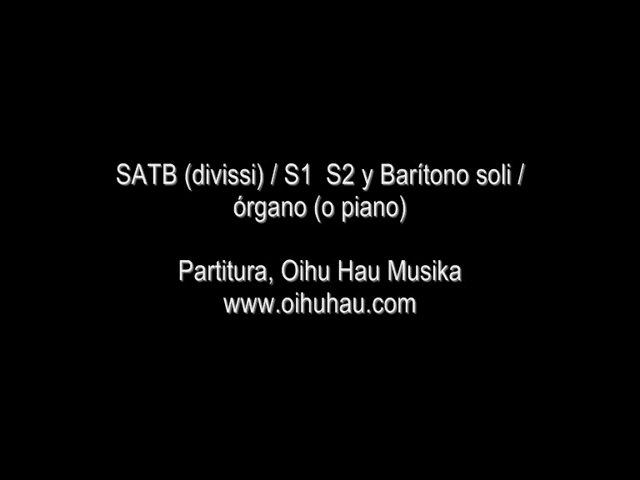 SATB (divissi) / S1  S2 y Barítono soli /
órgano (o piano)
Partitura, Oihu Hau Musika
www.oihuhau.com